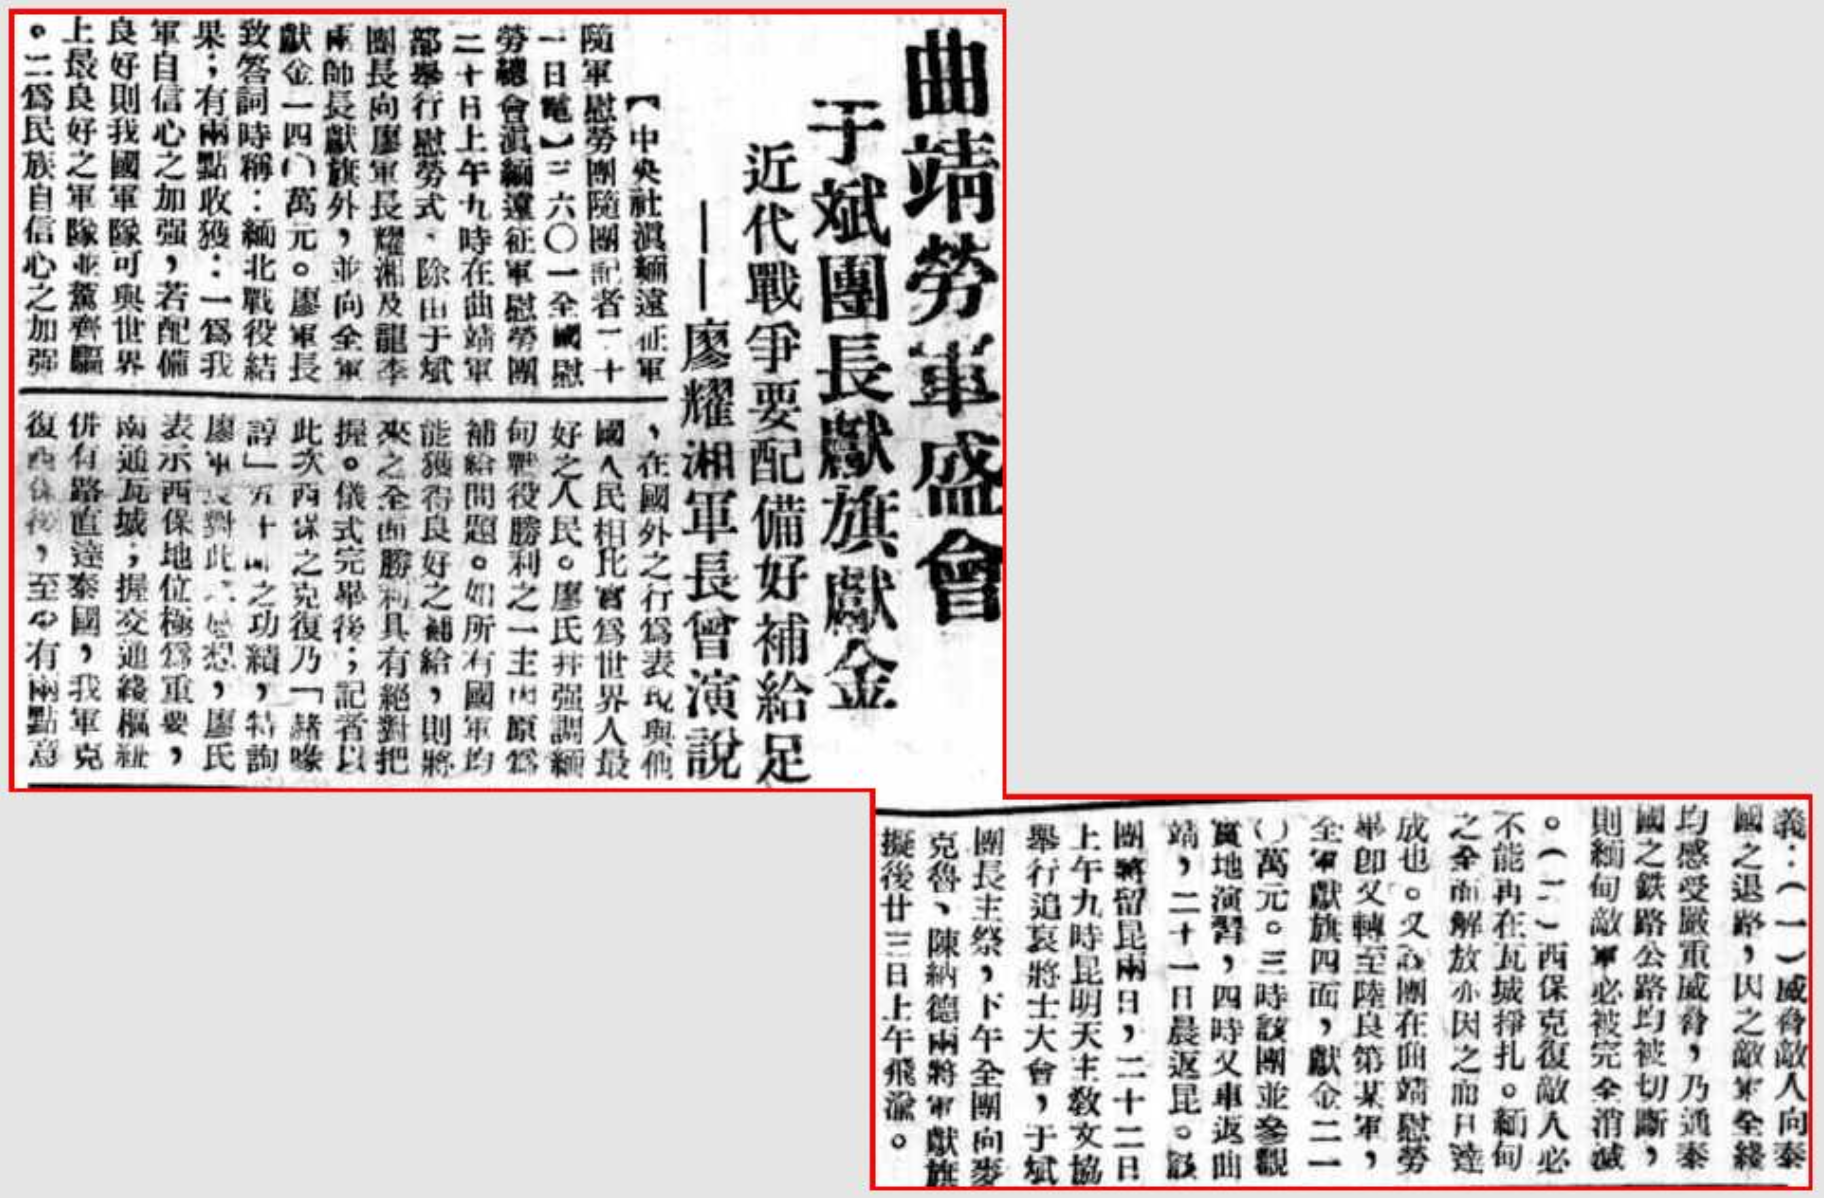 曲靖勞軍盛會
于斌團長獻旗獻金
近代戰爭要配備好補給足
——廖耀湘軍長曾演說
【中央社滇緬遠征軍
隨軍慰勞團隨團記者二十
一日電】三六〇一全國慰
勞總會滇緬遠征軍慰勞團
二十日上午九時在曲靖軍
部舉行慰勞式、除由于斌
團長向廖軍長耀湘及龍李
兩師長獻旗外，並向全軍
獻金一四〇萬元。廖軍長
致答詞時稱：緬北戰役結
果；有兩點收獲：一爲我
軍自信心之加强，若配備
良好則我國軍隊可與世界
上最良好之軍隊並駕齊驅
。二爲民族自信心之加强
，在國外之行爲表現與他
國人民相比實爲世界人最
好之人民。廖氏并强調緬
甸戰役勝利之一主因原爲
補給問題。如所有國軍均
能獲得良好之補給，則將
來之全面勝利具有絕對把
握。儀式完畢後；記者以
此次西保之克復乃「赫喙
諄」五十師之功績，特詢
廖軍長對此之感想，廖氏
表示西保地位極爲重要，
南通瓦城；握交通綫樞紐
併有路直達泰國，我軍克
復西保後，至少有兩點意
義：（一）威脅敵人向泰
國之退路，因之敵軍全綫
均感受嚴重威脅，乃通泰
國之鉄路公路均被切斷，
則緬甸敵軍必被完全消滅
。（二）西保克復敵人必
不能再在瓦城掙扎。緬甸
之全面解放亦因之而日達
成也。又該團在曲靖慰勞
畢卽又轉至陸良第某軍，
全軍獻旗四面，獻金二一
〇萬元。三時該團並參觀
實地演習，四時又車返曲
靖，二十一日晨返昆。該
團將留昆兩日，二十二日
上午九時昆明天主教文協
舉行追哀將士大會，于斌
團長主祭，下午全團向麥
克魯、陳納德兩將軍獻旗
擬後廿三日上午飛渝。